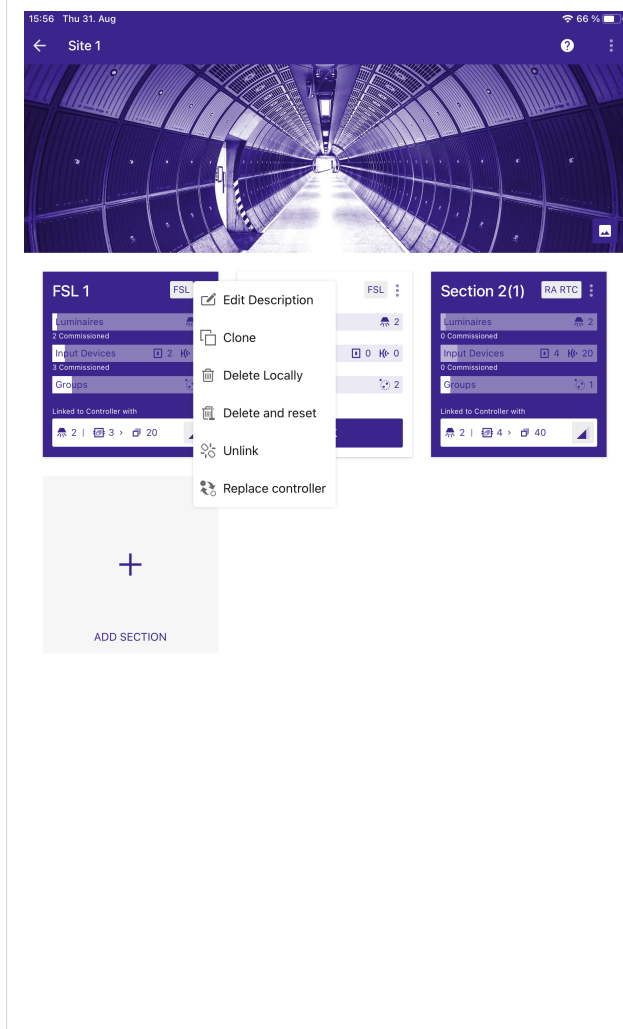 15:56 Thu 31. Aug 66 %
Site 1
FSL 1 FSL
Luminaires
2 Commissioned
Input Devices 2
3 Commissioned
Groups
Linked to Controller with
2 | 3 > 20
Edit Description
Clone
Delete Locally
Delete and reset
Unlink
Replace controller
FSL
2
0 0
2
Section 2(1) RA RTC
Luminaires 2
0 Commissioned
Input Devices 4 20
0 Commissioned
Groups 1
Linked to Controller with
2 | 4 > 40
ADD SECTION